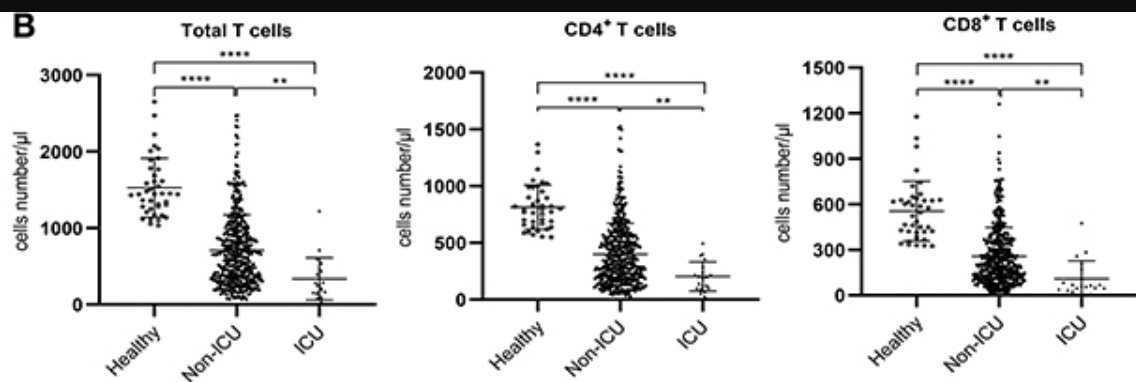 B
Total T cells
****
****
**
3000
2000
1000
0
cells number/μl
Healthy
Non-ICU
ICU
CD4+ T cells
****
****
**
2000
1500
1000
500
0
cells number/μl
Healthy
Non-ICU
ICU
CD8+ T cells
****
****
**
1500
1200
900
600
300
0
cells number/μl
Healthy
Non-ICU
ICU